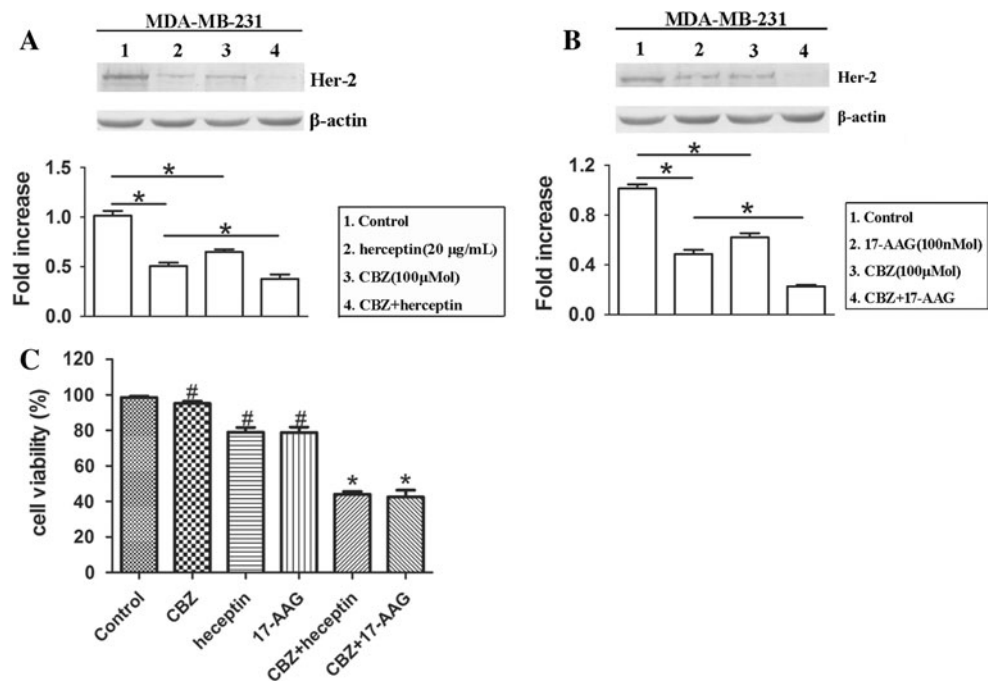 A
MDA-MB-231
1 2 3 4
Her-2
β-actin
Fold increase
1.5
1.0
0.5
0.0
*
*
*
1. Control
2. herceptin(20 μg/mL)
3. CBZ(100μMol)
4. CBZ+herceptin
B
MDA-MB-231
1 2 3 4
Her-2
β-actin
Fold increase
1.2
0.8
0.4
0.0
*
*
*
1. Control
2. 17-AAG(100nMol)
3. CBZ(100μMol)
4. CBZ+17-AAG
C
cell viability (%)
120
100
80
60
40
20
0
# # # * *
Control
CBZ
heceptin
17-AAG
CBZ+heceptin
CBZ+17-AAG